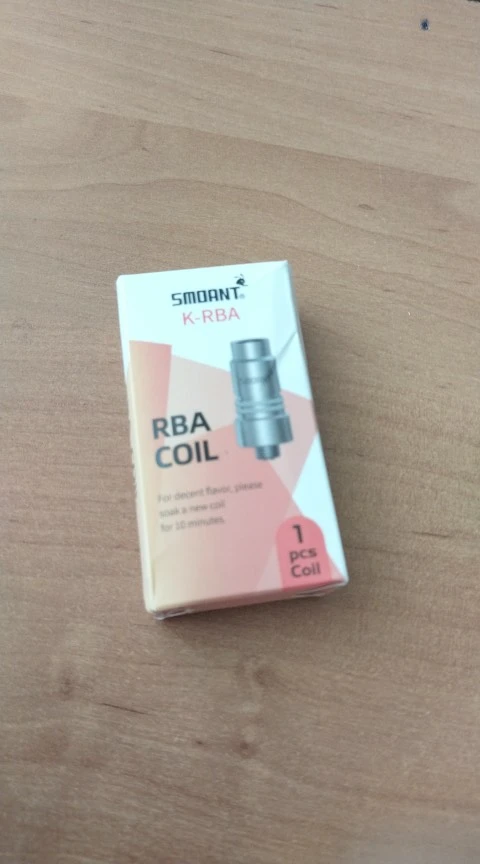 SMOANT®
K-RBA
RBA
COIL
For decent flavor, please
soak a new coil
for 10 minutes.
1
pcs
Coil